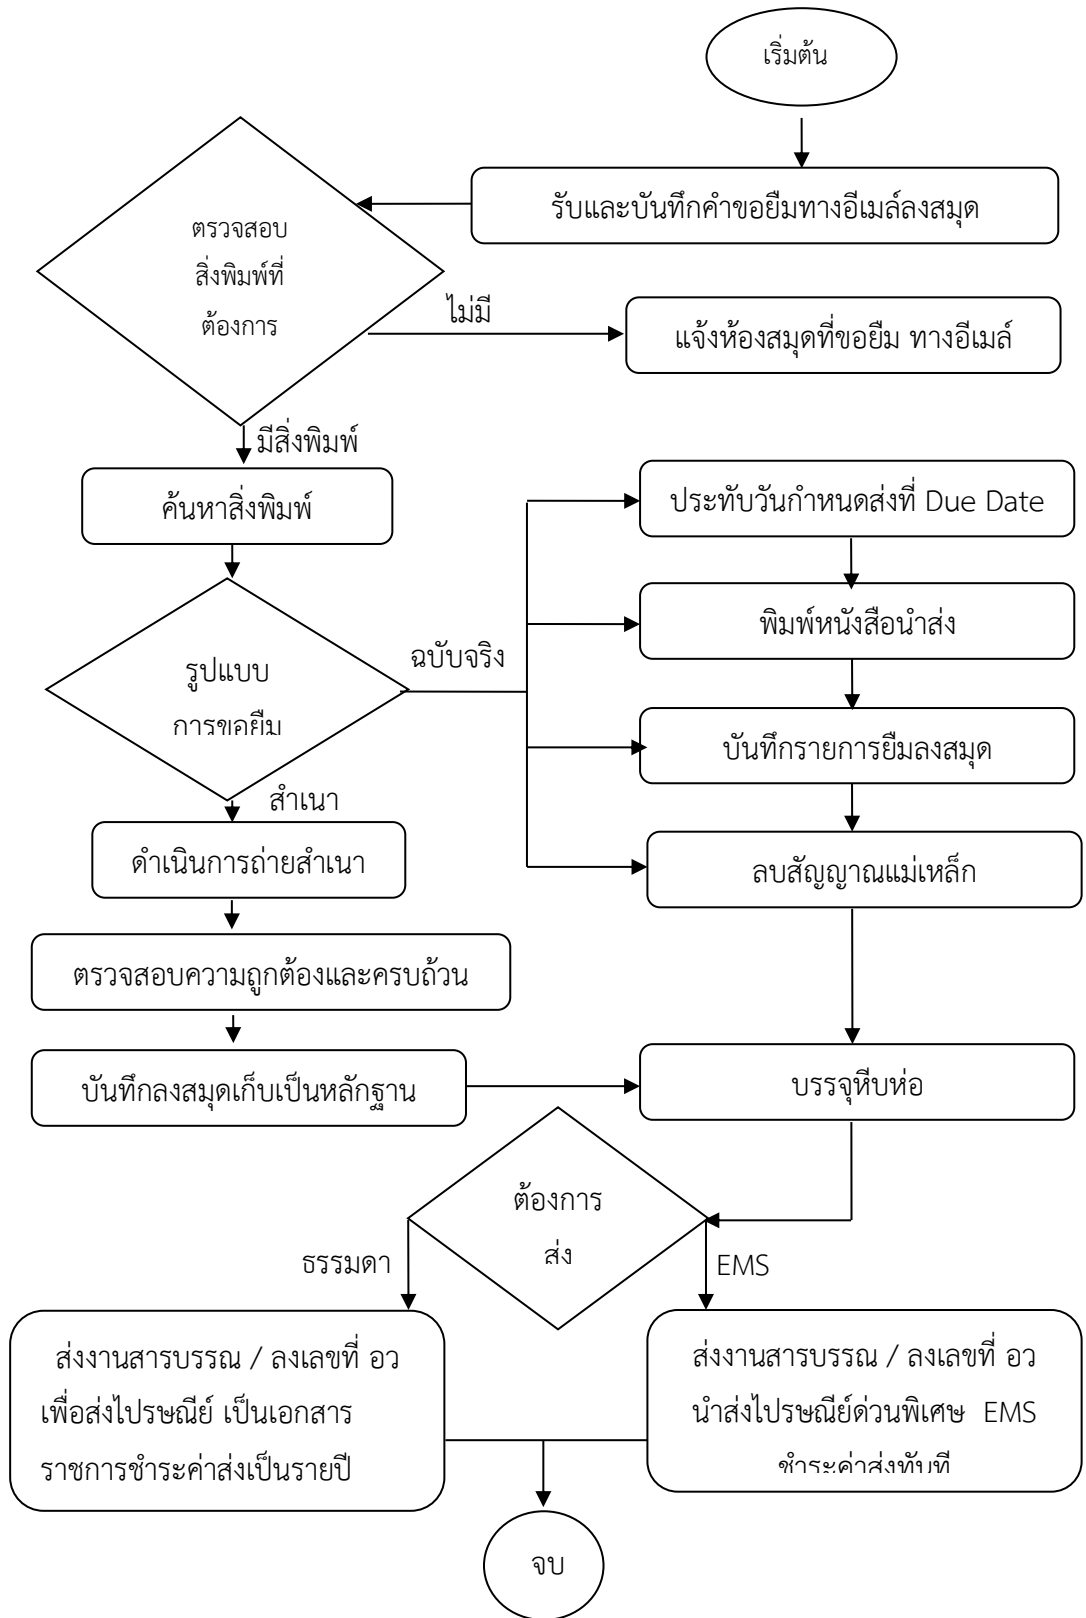 เริ่มต้น
รับและบันทึกคำขอยืมทางอีเมล์ลงสมุด
ตรวจสอบ
สิ่งพิมพ์ที่
ต้องการ
ไม่มี
แจ้งห้องสมุดที่ขอยืม ทางอีเมล์
มีสิ่งพิมพ์
ค้นหาสิ่งพิมพ์
ประทับวันกำหนดส่งที่ Due Date
พิมพ์หนังสือนำส่ง
ฉบับจริง
รูปแบบ
การขอยืม
บันทึกรายการยืมลงสมุด
สำเนา
ดำเนินการถ่ายสำเนา
ลบสัญญาณแม่เหล็ก
ตรวจสอบความถูกต้องและครบถ้วน
บันทึกลงสมุดเก็บเป็นหลักฐาน
บรรจุหีบห่อ
ต้องการ
ส่ง
ธรรมดา
EMS
ส่งงานสารบรรณ / ลงเลขที่ อว
เพื่อส่งไปรษณีย์ เป็นเอกสาร
ราชการชำระค่าส่งเป็นรายปี
ส่งงานสารบรรณ / ลงเลขที่ อว
นำส่งไปรษณีย์ด่วนพิเศษ EMS
ชำระค่าส่งทันที
จบ